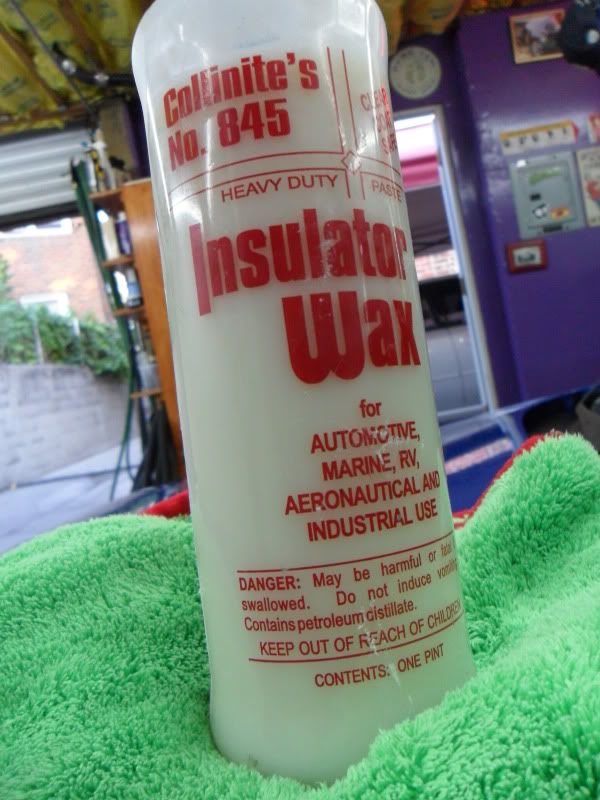 Collinite's
No. 845
HEAVY DUTY
PASTE
Insulator
Wax
for
AUTOMOTIVE,
MARINE, RV,
AERONAUTICAL AND
INDUSTRIAL USE
DANGER: May be harmful or fatal
swallowed. Do not induce vomiting
Contains petroleum distillate.
KEEP OUT OF REACH OF CHILDREN
CONTENTS: ONE PINT